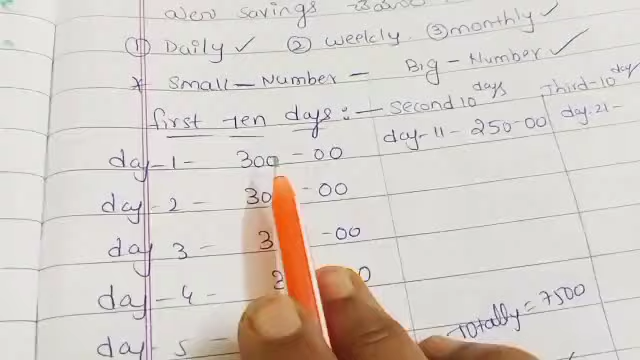 New savings
① Daily ✓ ② weekly. ③ monthly ✓
* Small - Number - Big - Number ✓
first Ten days :- Second 10 days Third-10 day
day-1- 300-00 day-11-250-00 day-21-
day-2- -00
day 3- -00
day-4-
day-5
Totally = 7500